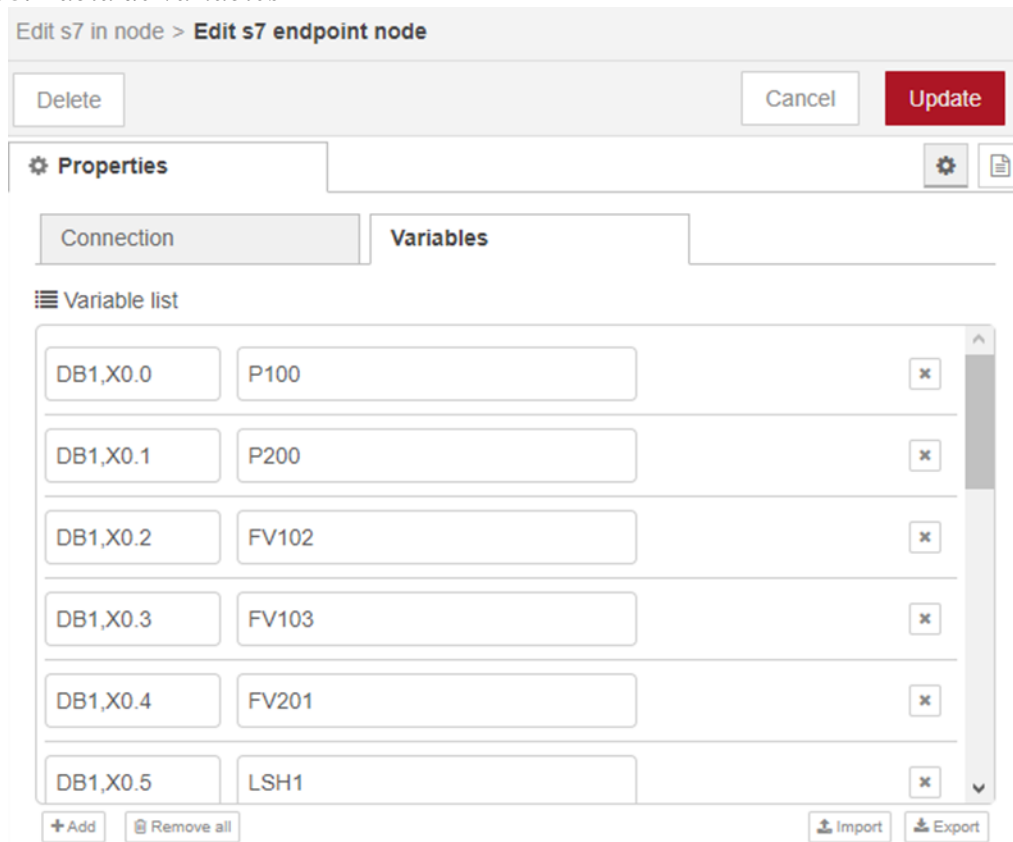 Edit s7 in node > Edit s7 endpoint node
Delete Cancel Update
Properties
Connection Variables
Variable list
DB1,X0.0 P100
DB1,X0.1 P200
DB1,X0.2 FV102
DB1,X0.3 FV103
DB1,X0.4 FV201
DB1,X0.5 LSH1
+Add Remove all Import Export